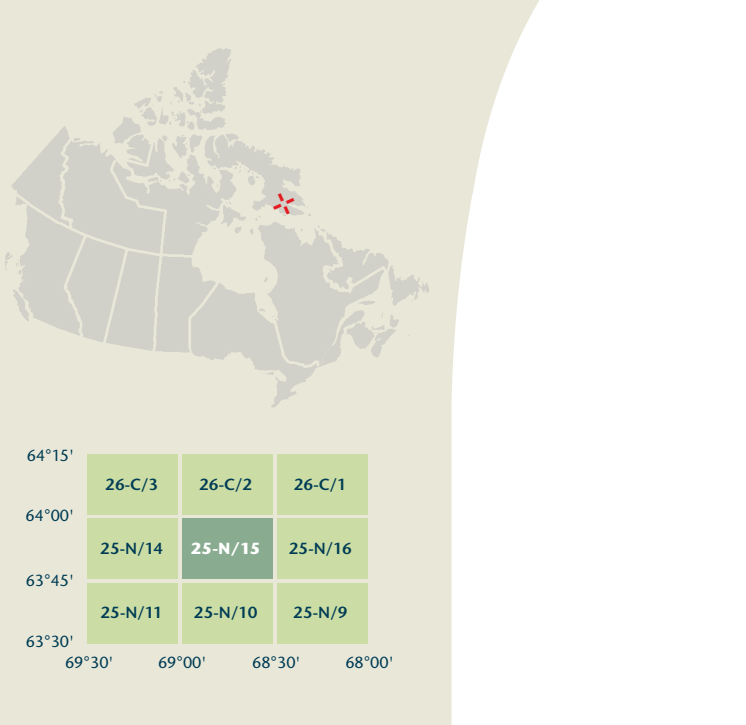 64°15'
26-C/3 26-C/2 26-C/1
64°00'
25-N/14 25-N/15 25-N/16
63°45'
25-N/11 25-N/10 25-N/9
63°30'
69°30' 69°00' 68°30' 68°00'